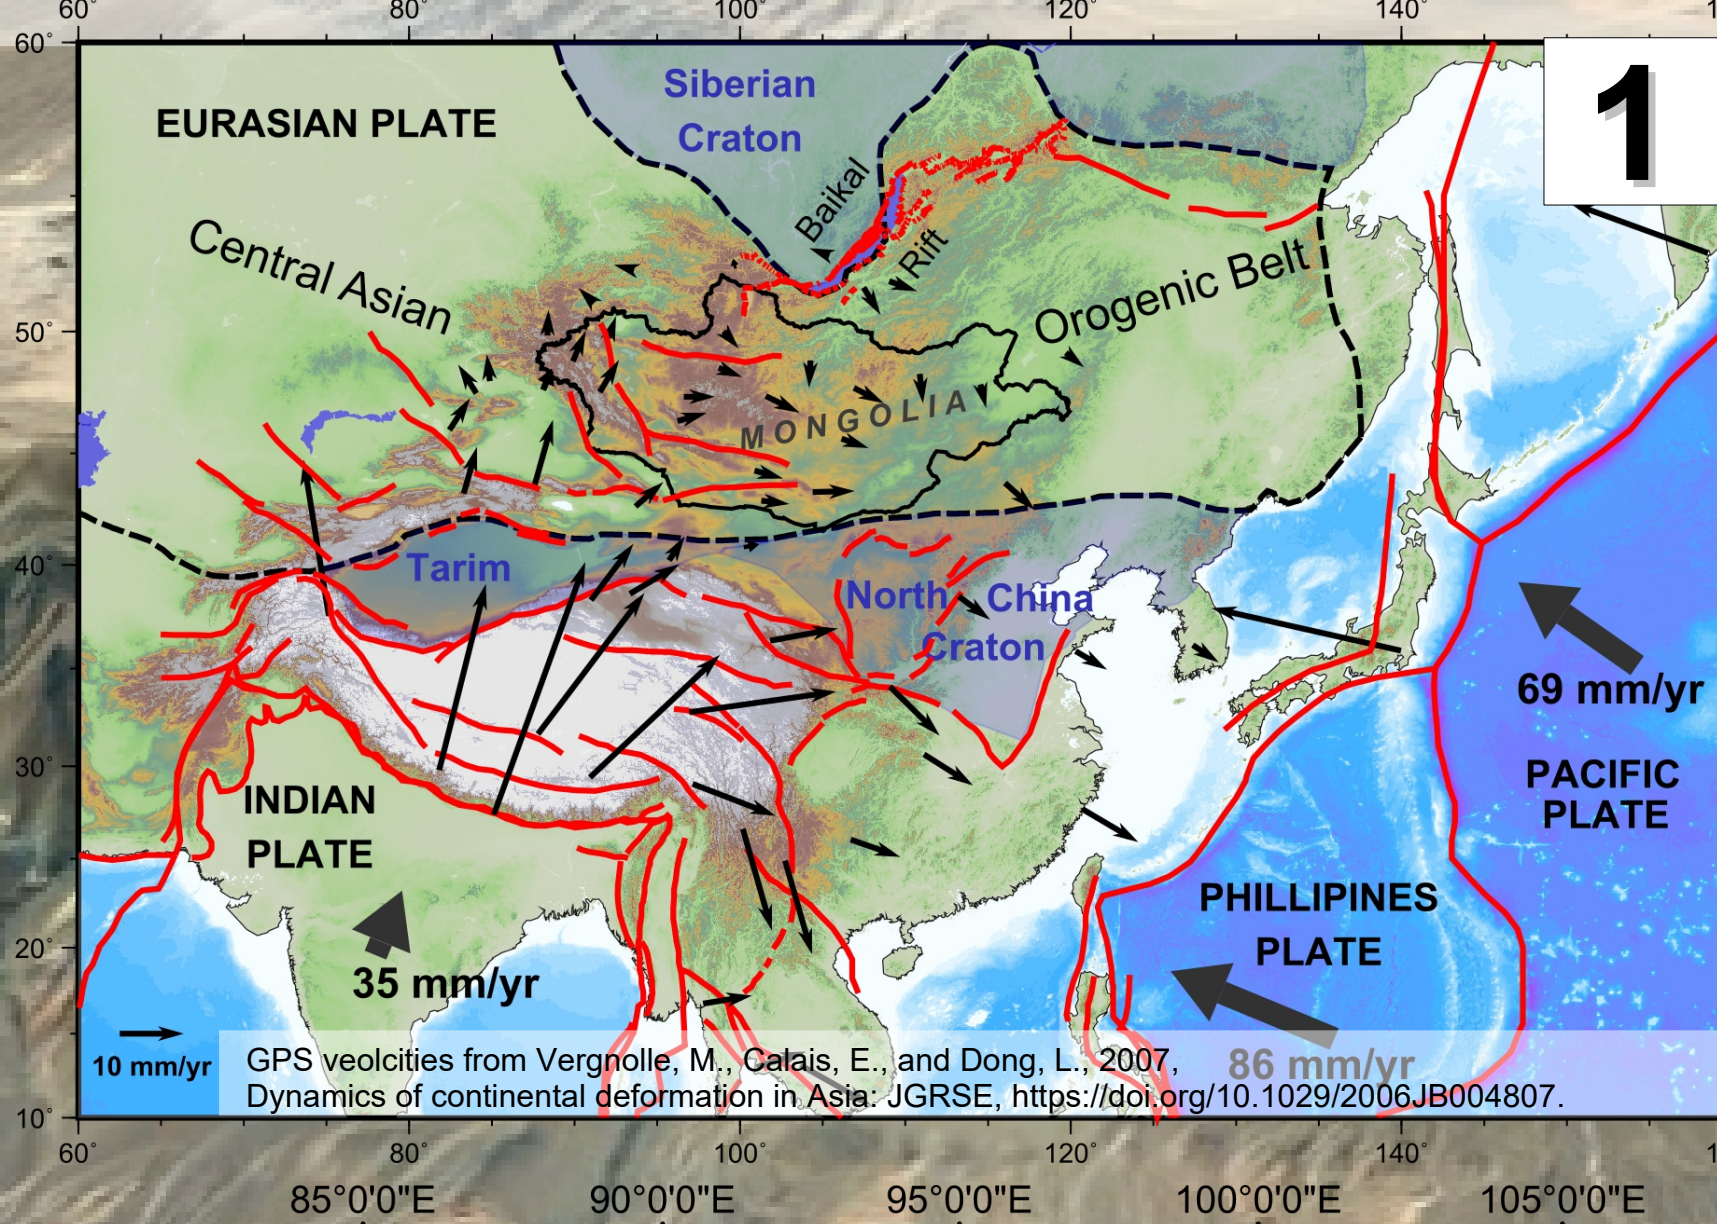 60° 80° 100° 120° 140° 1
60°
1
Siberian
Craton
EURASIAN PLATE
Baikal
Rift
Central Asian
Orogenic Belt
50°
MONGOLIA
40°
Tarim
North China
Craton
69 mm/yr
30°
INDIAN
PLATE
PACIFIC
PLATE
PHILLIPINES
PLATE
20°
35 mm/yr
10 mm/yr
86 mm/yr
GPS veolcities from Vergnolle, M., Calais, E., and Dong, L., 2007,
Dynamics of continental deformation in Asia: JGRSE, https://doi.org/10.1029/2006JB004807.
10°
60° 80° 100° 120° 140° 1
85°0'0"E 90°0'0"E 95°0'0"E 100°0'0"E 105°0'0"E